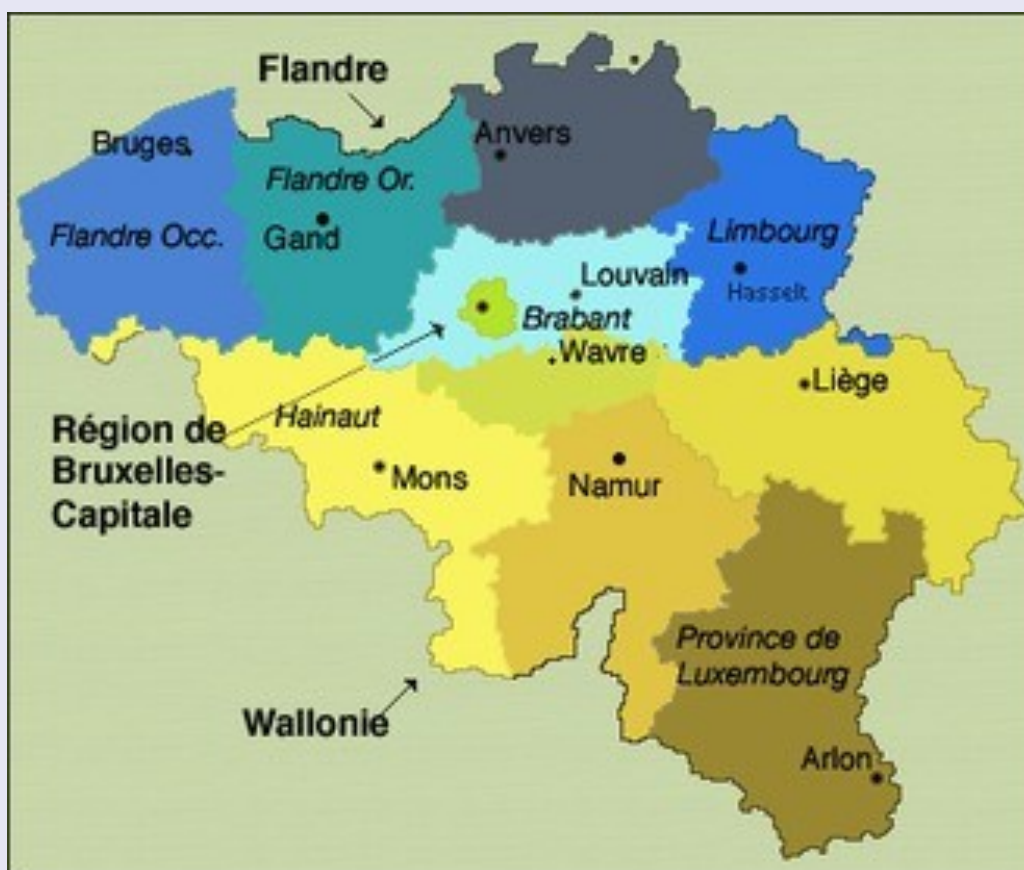 Flandre
Bruges
Anvers
Flandre Or.
Flandre Occ.
Gand
Limbourg
Louvain
Hasselt
Brabant
Wavre
Liège
Hainaut
Région de
Bruxelles-
Capitale
Mons
Namur
Province de
Luxembourg
Wallonie
Arlon